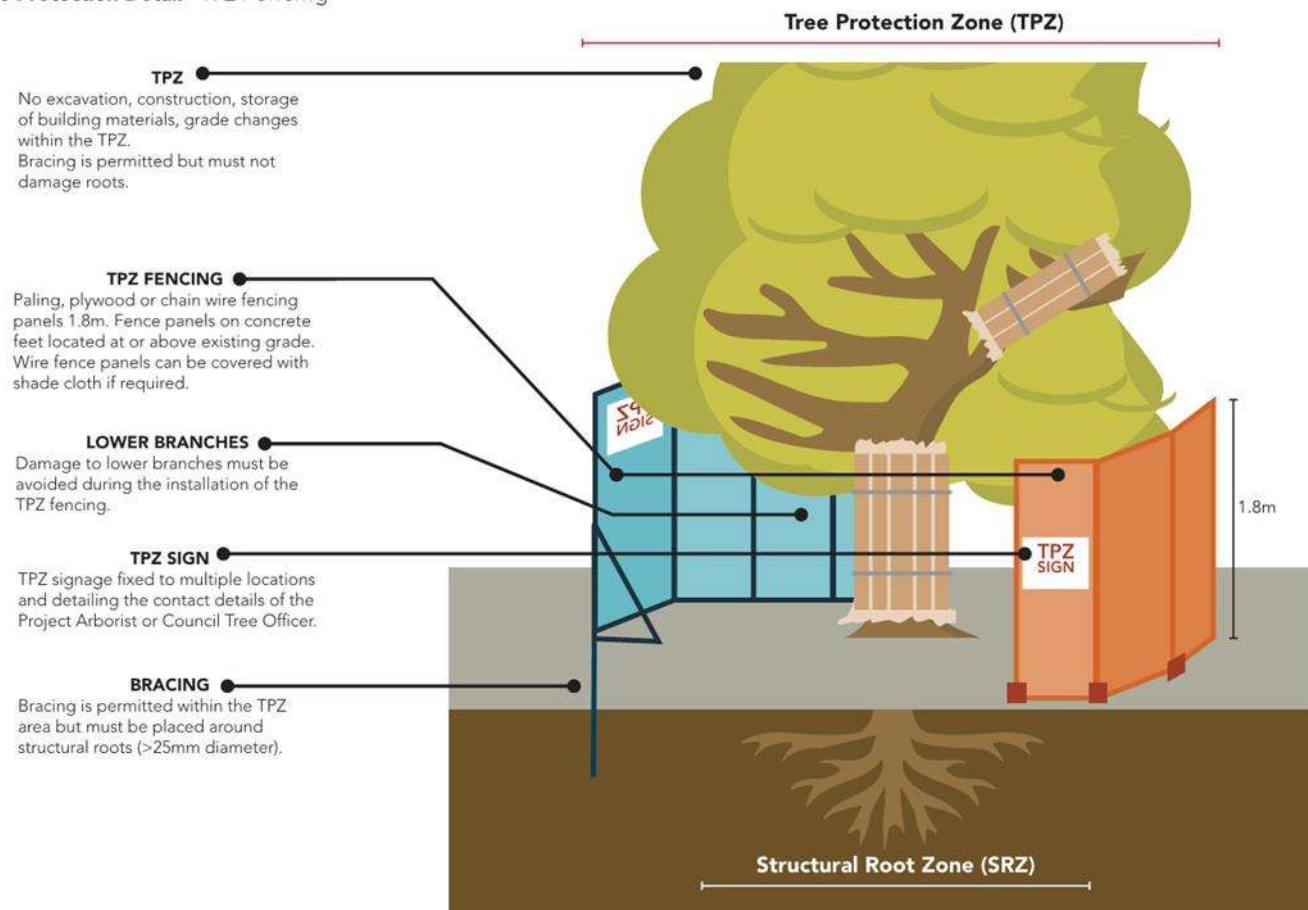 Protection Detail
Tree Protection Zone (TPZ)
TPZ
No excavation, construction, storage
of building materials, grade changes
within the TPZ.
Bracing is permitted but must not
damage roots.
TPZ FENCING
Paling, plywood or chain wire fencing
panels 1.8m. Fence panels on concrete
feet located at or above existing grade.
Wire fence panels can be covered with
shade cloth if required.
LOWER BRANCHES
Damage to lower branches must be
avoided during the installation of the
TPZ fencing.
TPZ SIGN
TPZ signage fixed to multiple locations
and detailing the contact details of the
Project Arborist or Council Tree Officer.
BRACING
Bracing is permitted within the TPZ
area but must be placed around
structural roots (>25mm diameter).
TPZ
SIGN
TPZ
SIGN
1.8m
Structural Root Zone (SRZ)